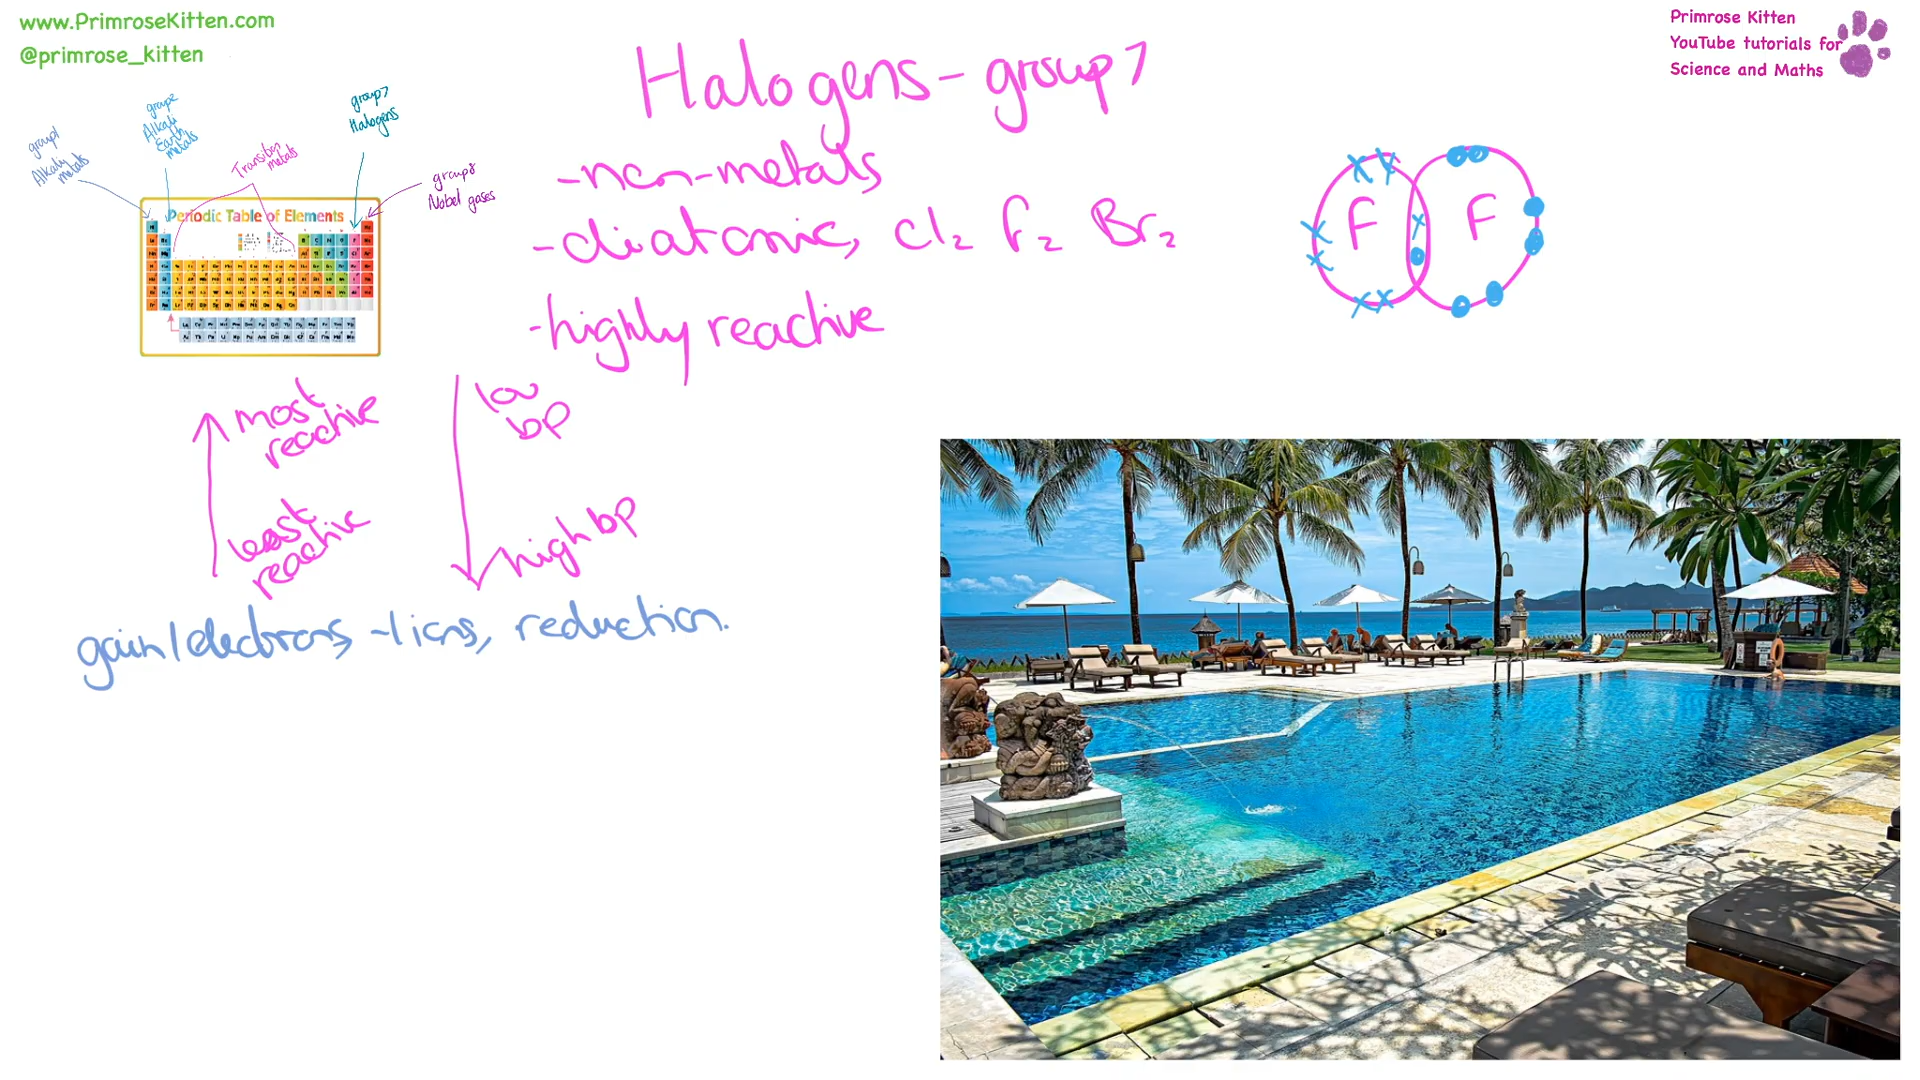 www.PrimroseKitten.com
@primrose_kitten
Primrose Kitten
YouTube tutorials for
Science and Maths
Halogens - group 7
group 1
Alkali metals
group 2
Alkali
Earth
metals
Transition
metals
group 7
Halogens
group 8
Nobel gases
Periodic Table of Elements
- non-metals
- diatomic, Cl₂ F₂ Br₂
- highly reactive
F F
most
reactive
least
reactive
low
bp
high bp
gain 1 electrons, -1 ions, reduction.